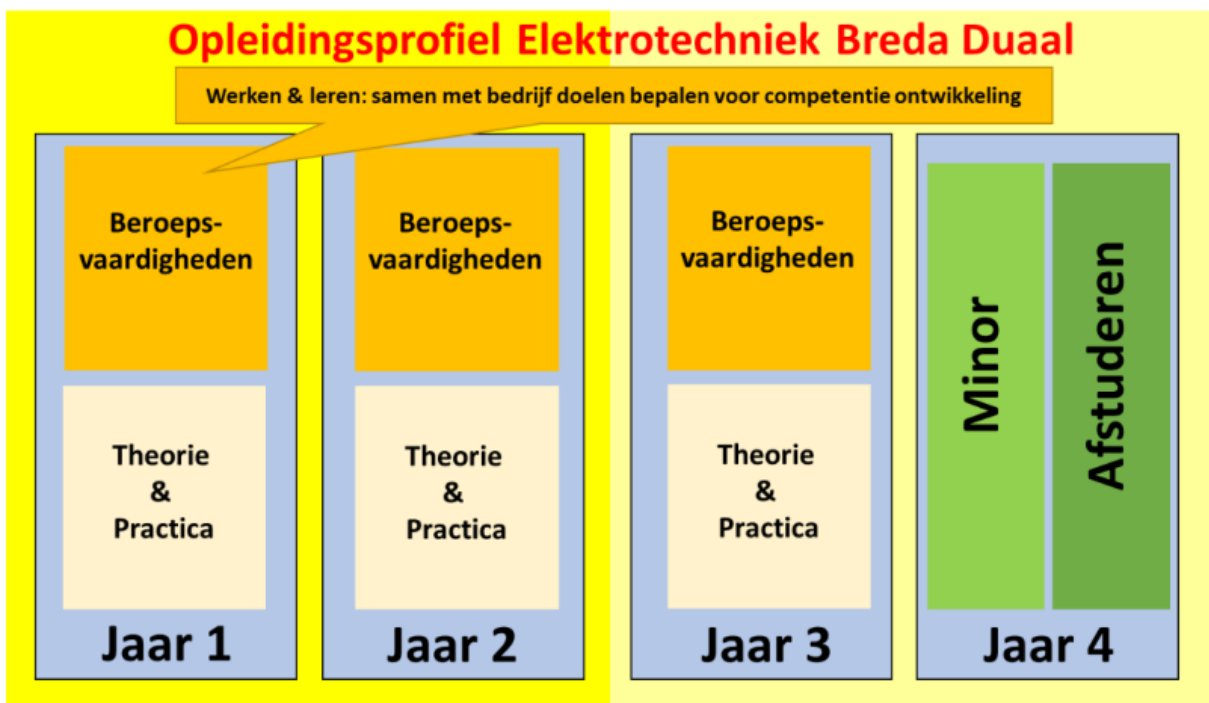 Opleidingsprofiel Elektrotechniek Breda Duaal
Werken & leren: samen met bedrijf doelen bepalen voor competentie ontwikkeling
Beroeps-
vaardigheden
Theorie
&
Practica
Jaar 1
Beroeps-
vaardigheden
Theorie
&
Practica
Jaar 2
Beroeps-
vaardigheden
Theorie
&
Practica
Jaar 3
Minor
Afstuderen
Jaar 4